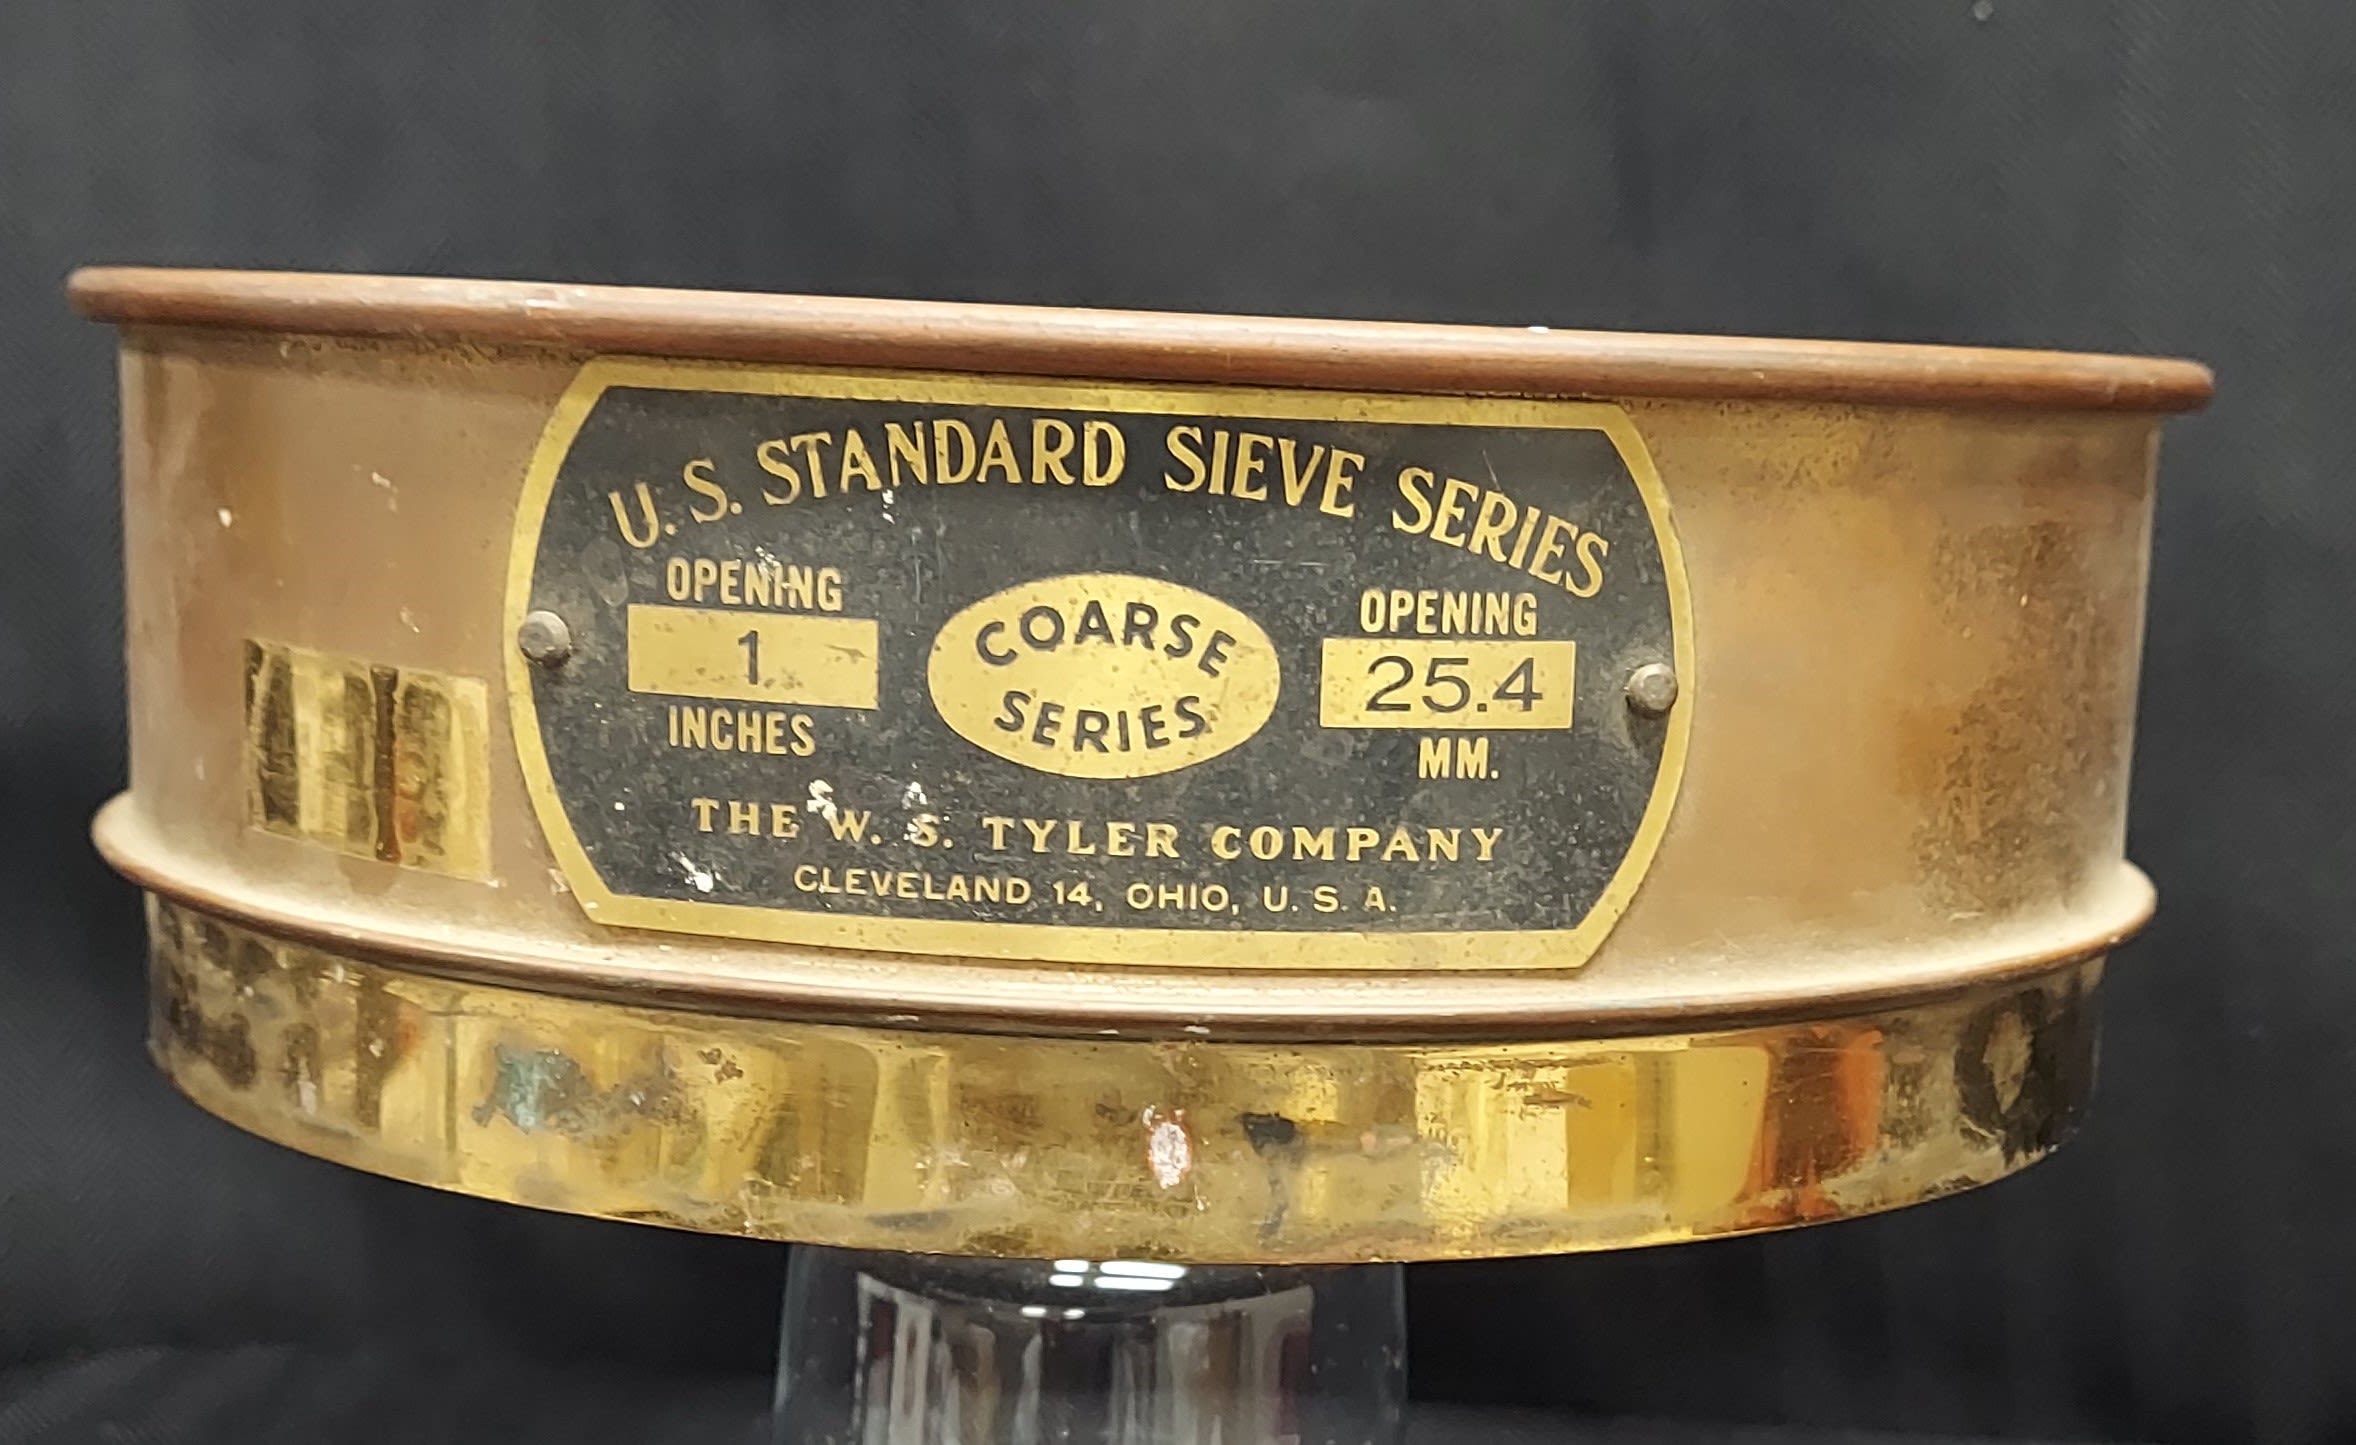 U. S. STANDARD SIEVE SERIES
OPENING
1
INCHES
COARSE
SERIES
OPENING
25.4
MM.
THE W. S. TYLER COMPANY
CLEVELAND 14, OHIO, U. S. A.